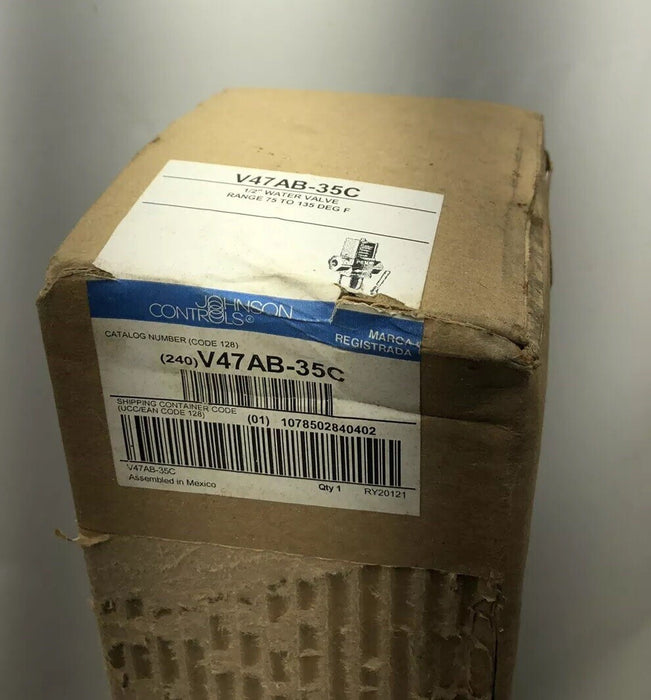 V47AB-35C
1/2" WATER VALVE
RANGE 75 TO 135 DEG F
JOHNSON
CONTROLS®
MARCA
REGISTRADA
CATALOG NUMBER (CODE 128)
(240) V47AB-35C
SHIPPING CONTAINER CODE
(UCC/EAN CODE 128)
(01) 1078502840402
V47AB-35C
Assembled in Mexico
Qty 1
RY20121